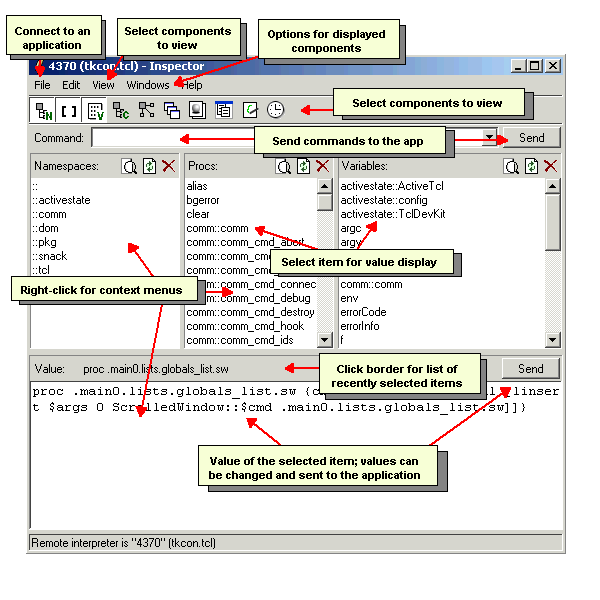 Connect to an
application
Select components
to view
Options for displayed
components
4370 (tkcon.tcl) - Inspector
File Edit View Windows Help
Select components to view
Command:
Send commands to the app
Send
Namespaces:
::
::activestate
::comm
::dom
::pkg
::snack
::tcl
Procs:
alias
bgerror
clear
comm::comm
comm::comm_cmd_abort
comm::comm_cmd_connec
comm::comm_cmd_debug
comm::comm_cmd_destroy
comm::comm_cmd_hook
comm::comm_cmd_ids
Variables:
activestate::ActiveTcl
activestate::config
activestate::TclDevKit
argc
argv
comm::comm
env
errorCode
errorInfo
f
Select item for value display
Right-click for context menus
Value: proc .main0.lists.globals_list.sw
Click border for list of
recently selected items
Send
proc .main0.lists.globals_list.sw {
linser
t $args 0 ScrolledWindow::$cmd .main0.lists.globals_list.sw]]}
Value of the selected item; values can
be changed and sent to the application
Remote interpreter is "4370" (tkcon.tcl)